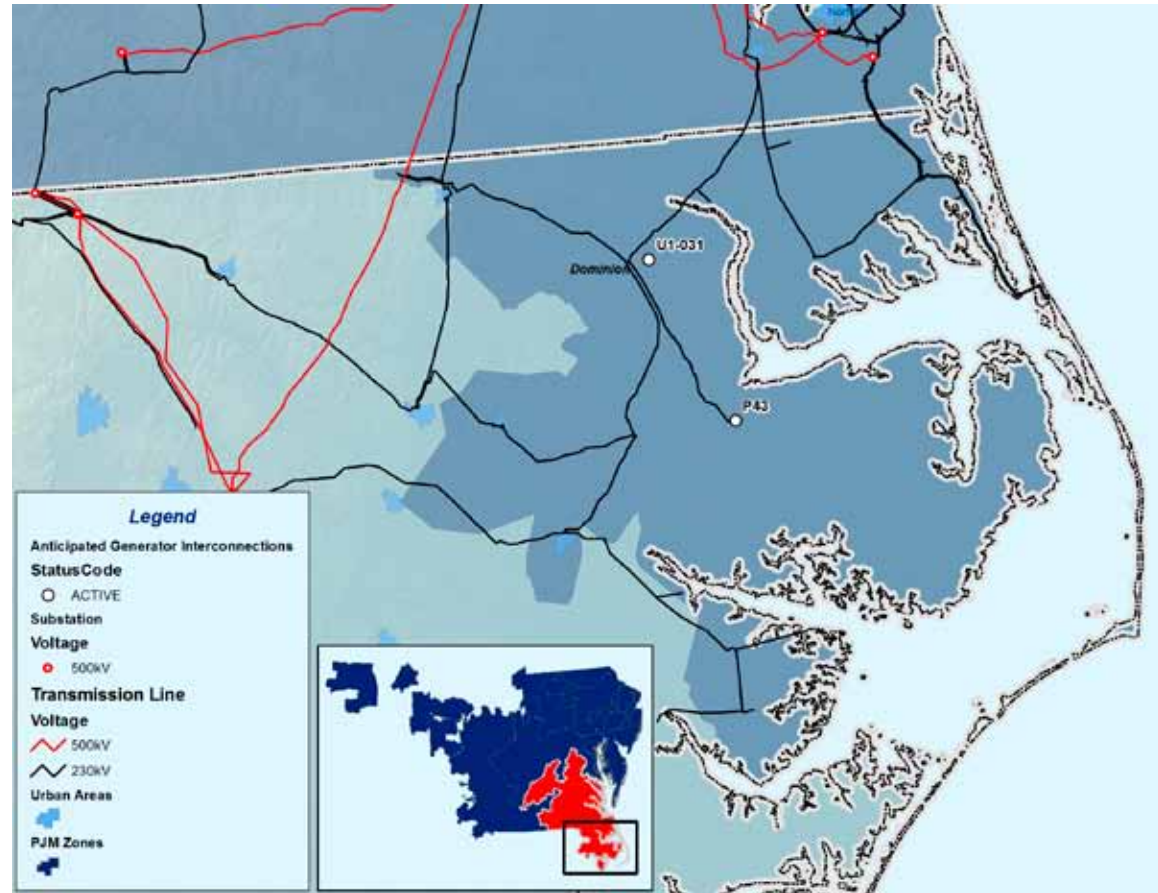 U1-031
Dominion
P43
Legend
Anticipated Generator Interconnections
StatusCode
ACTIVE
Substation
Voltage
500kV
Transmission Line
Voltage
500kV
230kV
Urban Areas
PJM Zones